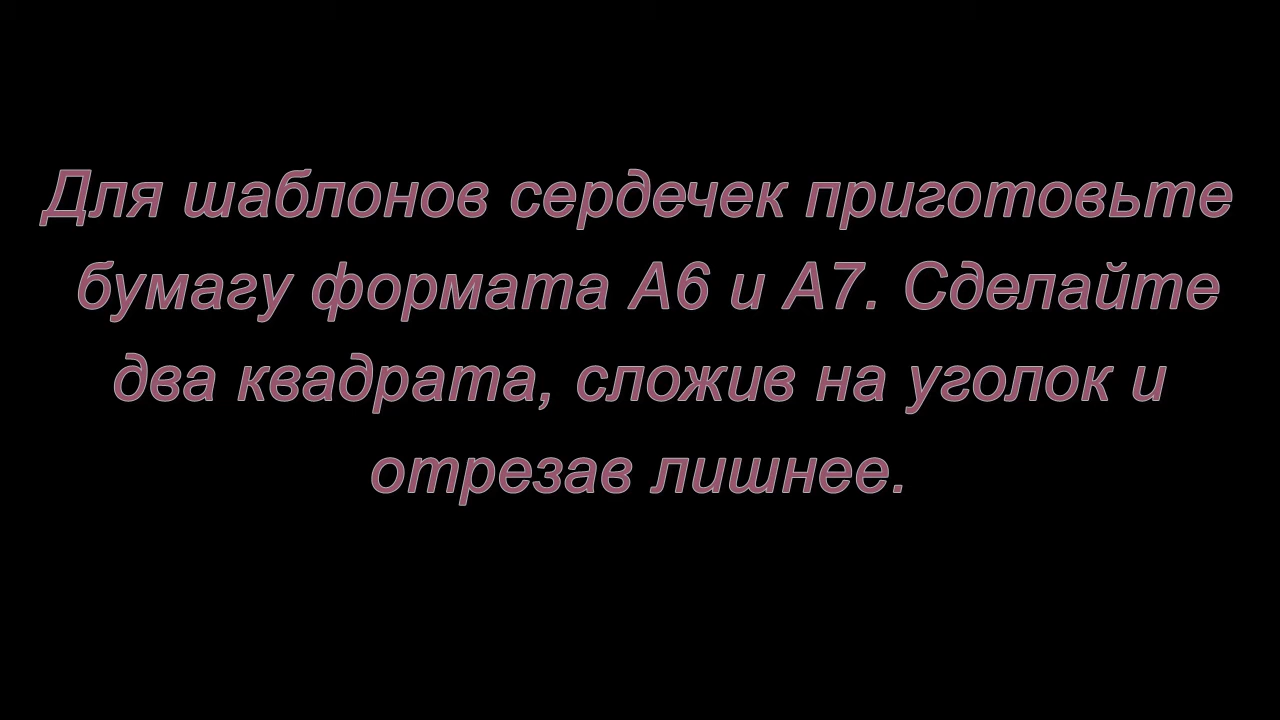 Для шаблонов сердечек приготовьте
бумагу формата А6 и А7. Сделайте
два квадрата, сложив на уголок и
отрезав лишнее.